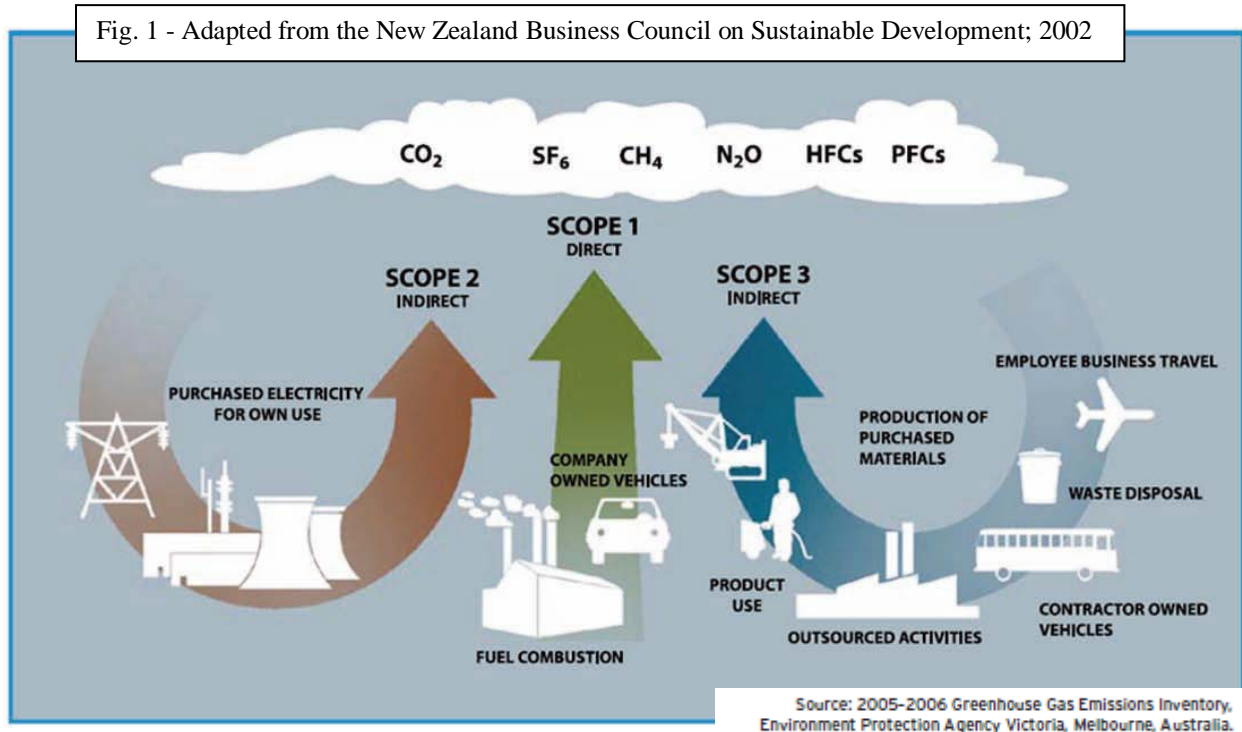 Fig. 1 - Adapted from the New Zealand Business Council on Sustainable Development; 2002
CO₂ SF₆ CH₄ N₂O HFCs PFCs
SCOPE 1
DIRECT
SCOPE 2
INDIRECT
SCOPE 3
INDIRECT
PURCHASED ELECTRICITY
FOR OWN USE
COMPANY
OWNED VEHICLES
FUEL COMBUSTION
EMPLOYEE BUSINESS TRAVEL
PRODUCTION OF
PURCHASED
MATERIALS
WASTE DISPOSAL
PRODUCT
USE
OUTSOURCED ACTIVITIES
CONTRACTOR OWNED
VEHICLES
Source: 2005-2006 Greenhouse Gas Emissions Inventory,
Environment Protection Agency Victoria, Melbourne, Australia.